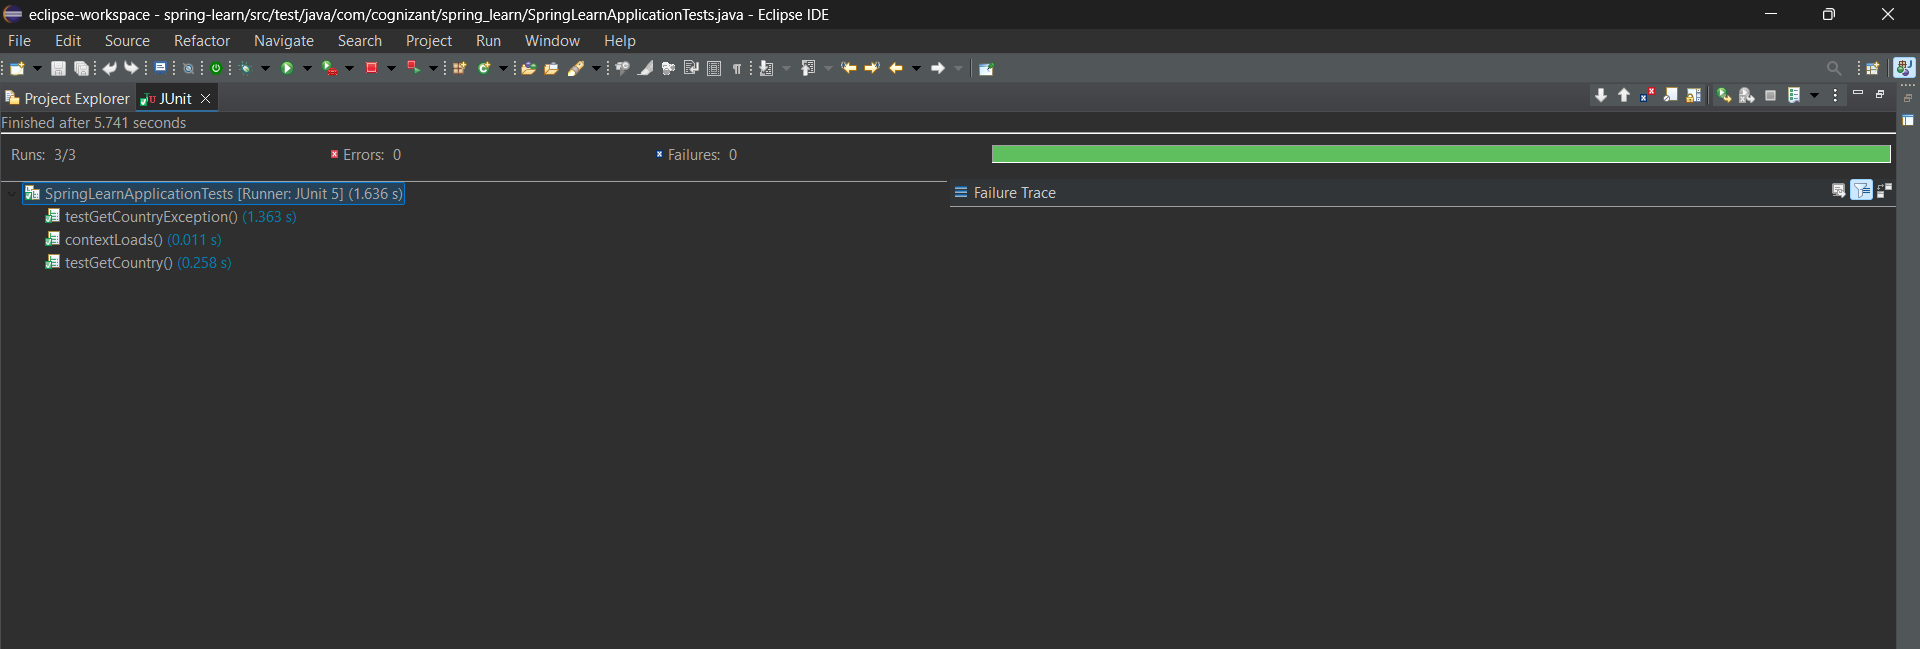 eclipse-workspace - spring-learn/src/test/java/com/cognizant/spring_learn/SpringLearnApplicationTests.java - Eclipse IDE
File Edit Source Refactor Navigate Search Project Run Window Help
Project Explorer JUnit
Finished after 5.741 seconds
Runs: 3/3 Errors: 0 Failures: 0
SpringLearnApplicationTests [Runner: JUnit 5] (1.636 s)
Failure Trace
testGetCountryException() (1.363 s)
contextLoads() (0.011 s)
testGetCountry() (0.258 s)